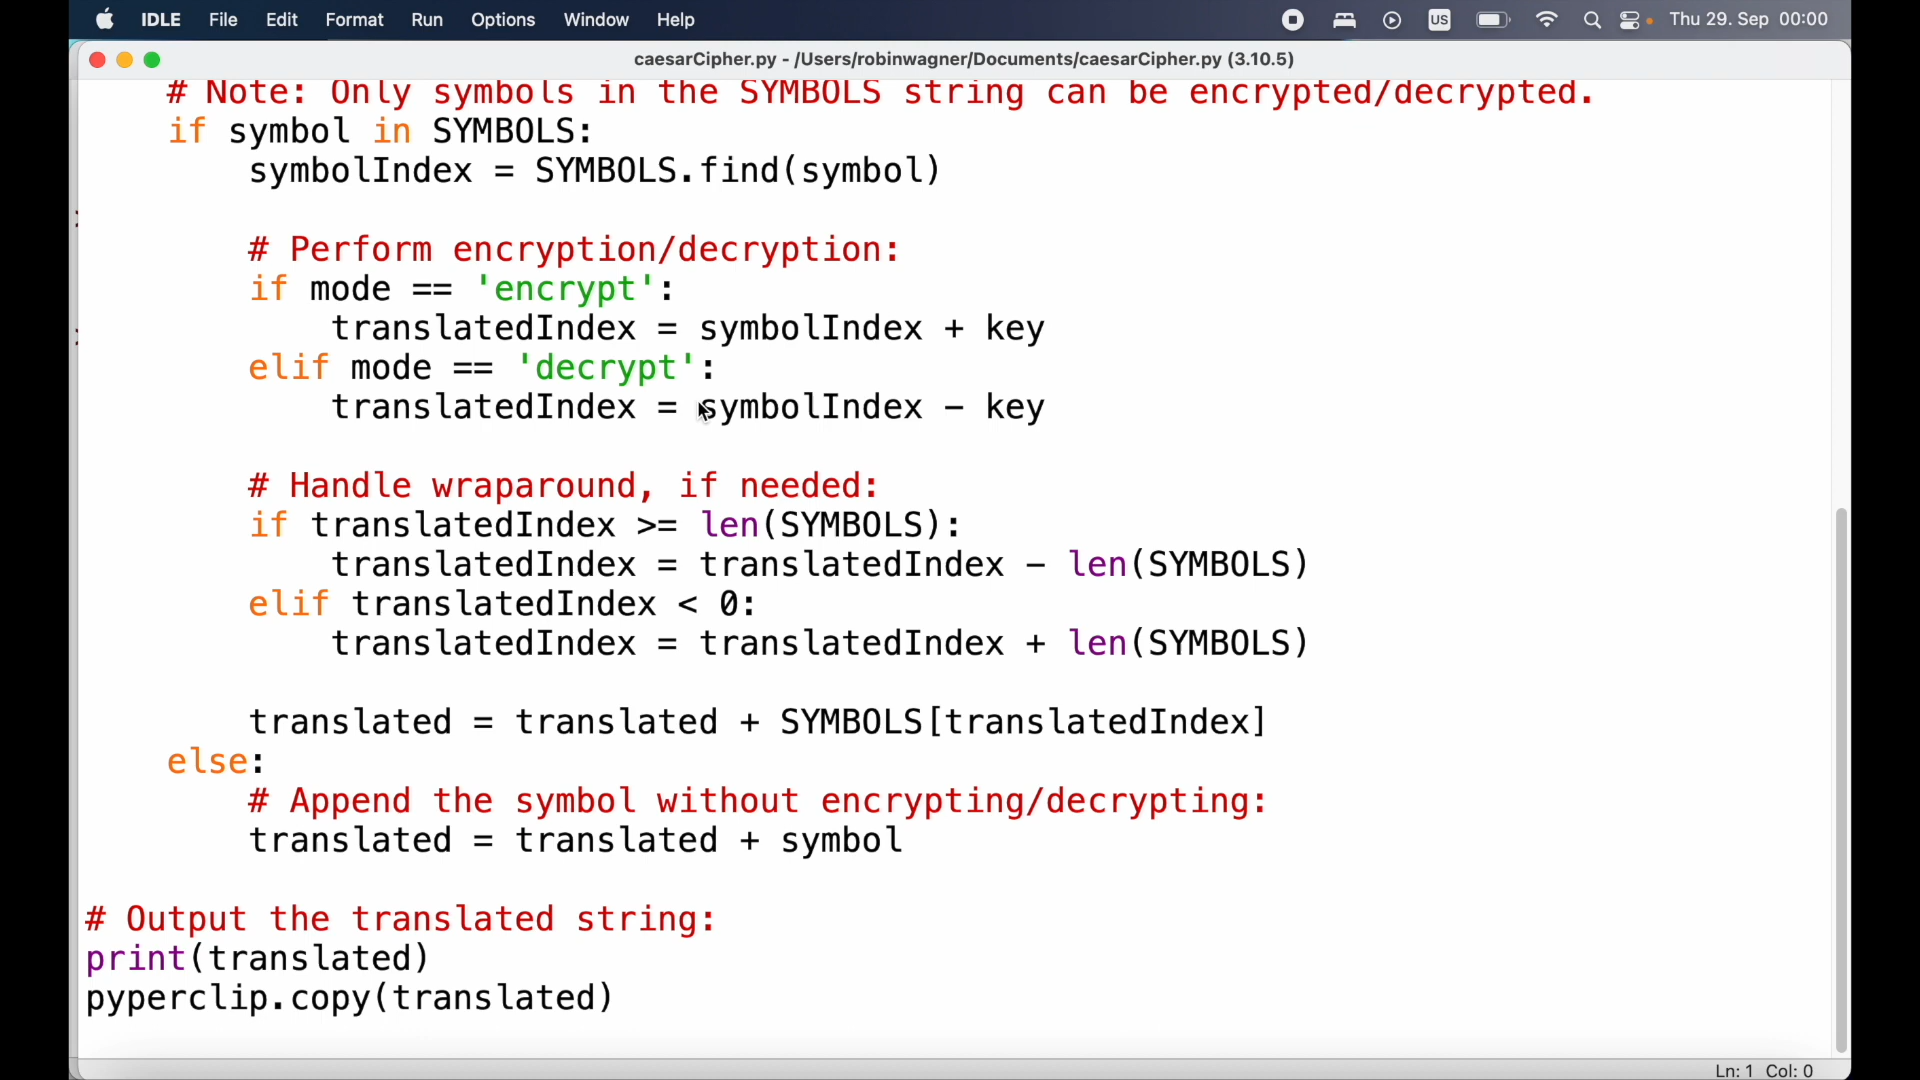 IDLE File Edit Format Run Options Window Help US Thu 29. Sep 00:00
caesarCipher.py - /Users/robinwagner/Documents/caesarCipher.py (3.10.5)
# Note: Only symbols in the SYMBOLS string can be encrypted/decrypted.
if symbol in SYMBOLS:
symbolIndex = SYMBOLS.find(symbol)
# Perform encryption/decryption:
if mode == 'encrypt':
translatedIndex = symbolIndex + key
elif mode == 'decrypt':
translatedIndex = symbolIndex - key
# Handle wraparound, if needed:
if translatedIndex >= len(SYMBOLS):
translatedIndex = translatedIndex - len(SYMBOLS)
elif translatedIndex < 0:
translatedIndex = translatedIndex + len(SYMBOLS)
translated = translated + SYMBOLS[translatedIndex]
else:
# Append the symbol without encrypting/decrypting:
translated = translated + symbol
# Output the translated string:
print(translated)
pyperclip.copy(translated)
Ln: 1 Col: 0